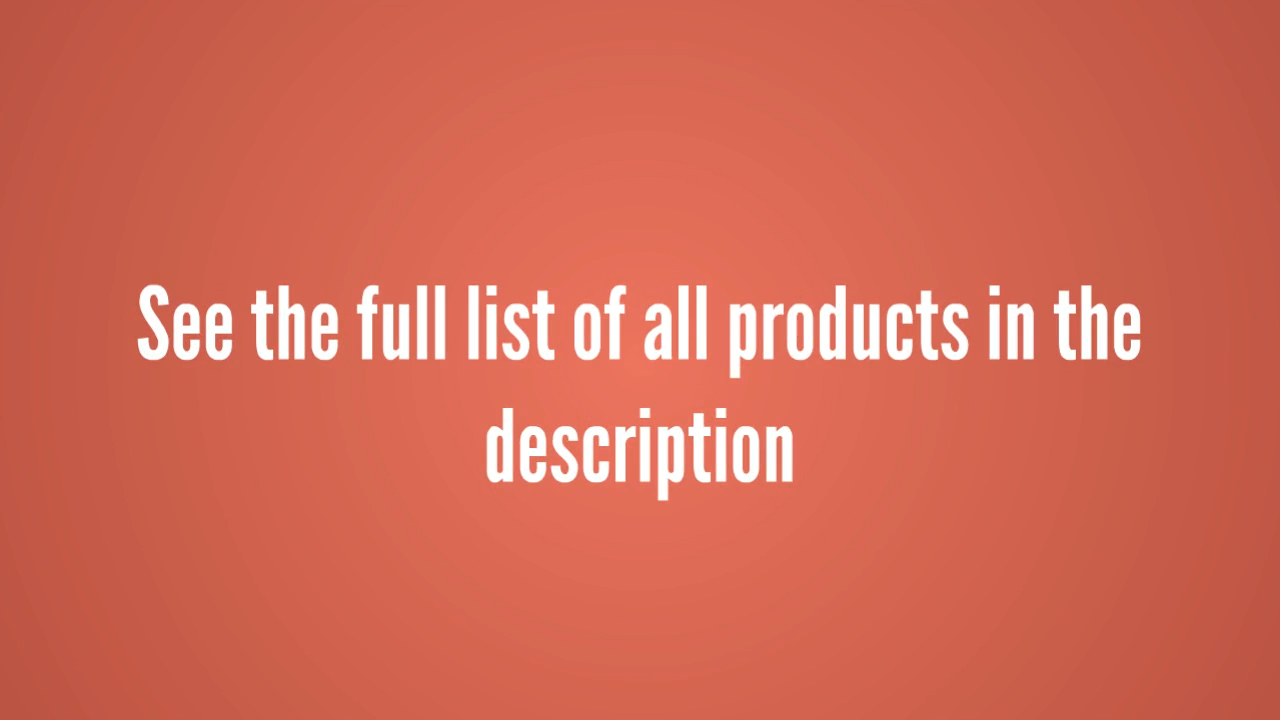 See the full list of all products in the
description